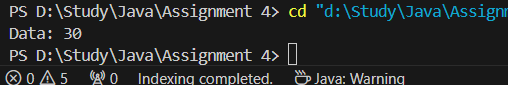 PS D:\Study\Java\Assignment 4> cd "d:\Study\Java\Assignm
Data: 30
PS D:\Study\Java\Assignment 4>
0 5 0 Indexing completed. Java: Warning